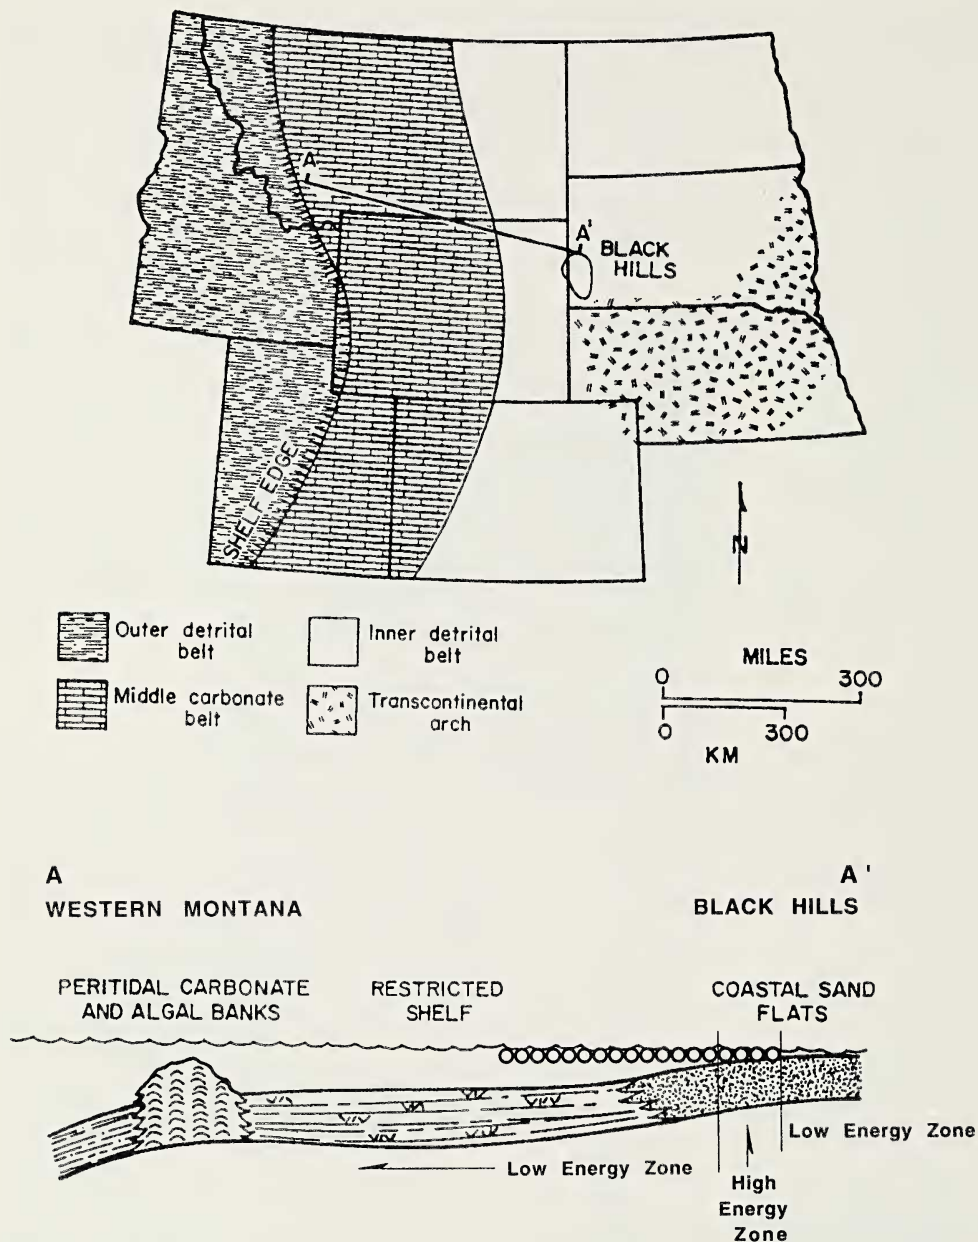 A
A'
BLACK
HILLS
SHELF EDGE
N
Outer detrital
belt
Inner detrital
belt
Middle carbonate
belt
Transcontinental
arch
MILES
0 300
0 300
KM
A A'
WESTERN MONTANA BLACK HILLS
PERITIDAL CARBONATE
AND ALGAL BANKS
RESTRICTED
SHELF
COASTAL SAND
FLATS
Low Energy Zone
Low Energy Zone
High
Energy
Zone